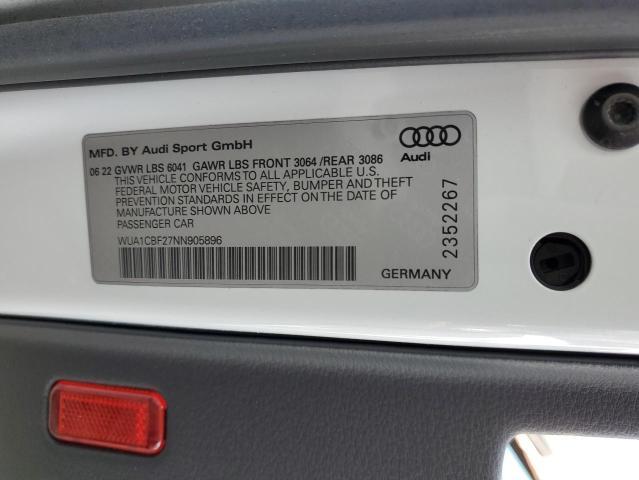 MFD. BY Audi Sport GmbH
06 22 GVWR LBS 6041 GAWR LBS FRONT 3064 /REAR 3086
THIS VEHICLE CONFORMS TO ALL APPLICABLE U.S.
FEDERAL MOTOR VEHICLE SAFETY, BUMPER AND THEFT
PREVENTION STANDARDS IN EFFECT ON THE DATE OF
MANUFACTURE SHOWN ABOVE
PASSENGER CAR
WUA1CBF27NN905896
GERMANY
Audi
2352267